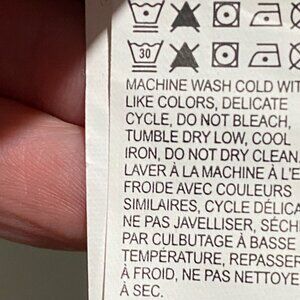 30
MACHINE WASH COLD WIT
LIKE COLORS, DELICATE
CYCLE, DO NOT BLEACH,
TUMBLE DRY LOW, COOL
IRON, DO NOT DRY CLEAN
LAVER À LA MACHINE À L'E
FROIDE AVEC COULEURS
SIMILAIRES, CYCLE DÉLICA
NE PAS JAVELLISER, SÉCH
PAR CULBUTAGE À BASSE
TEMPÉRATURE, REPASSER
À FROID, NE PAS NETTOYE
À SEC.